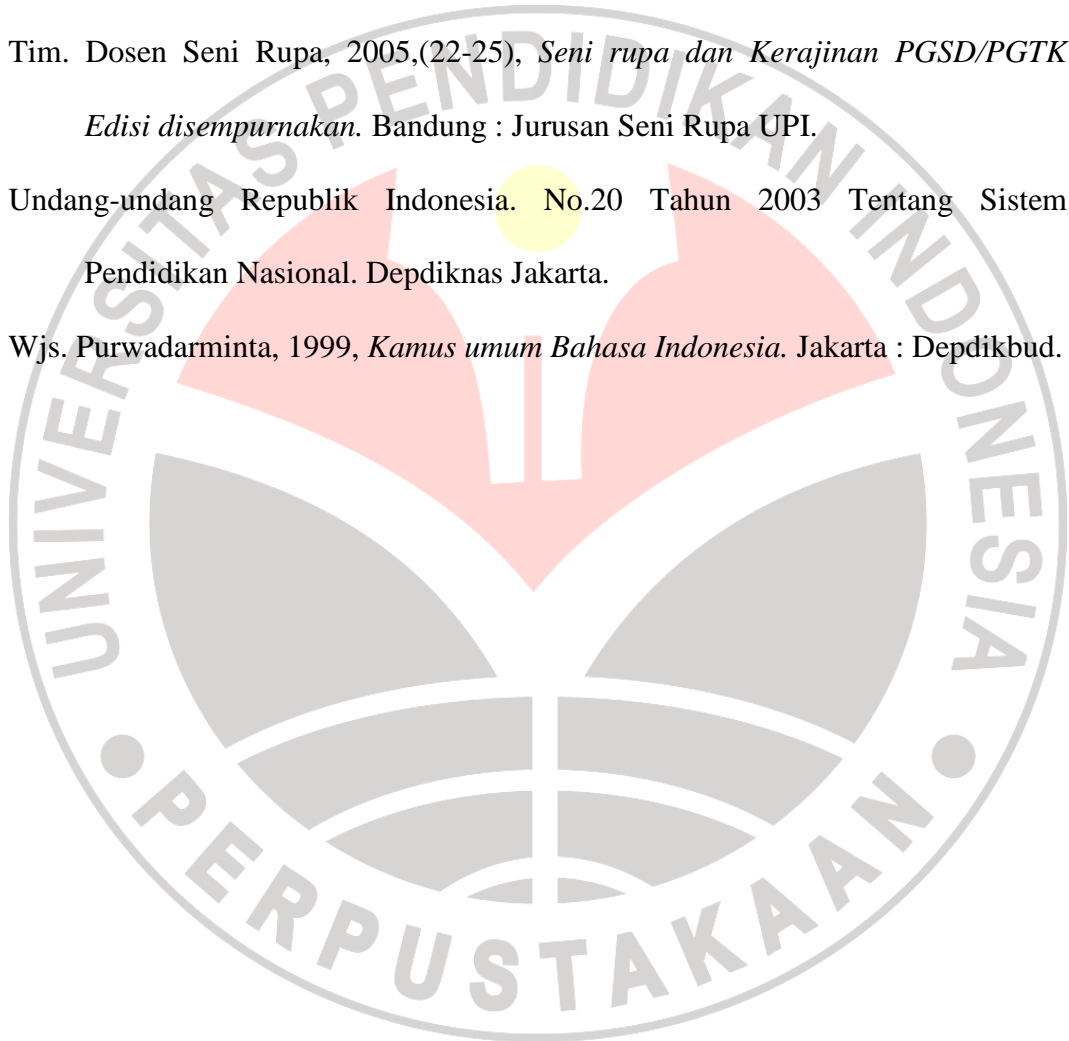 Tim. Dosen Seni Rupa, 2005,(22-25), Seni rupa dan Kerajinan PGSD/PGTK
Edisi disempurnakan. Bandung : Jurusan Seni Rupa UPI.
Undang-undang Republik Indonesia. No.20 Tahun 2003 Tentang Sistem
Pendidikan Nasional. Depdiknas Jakarta.
Wjs. Purwadarminta, 1999, Kamus umum Bahasa Indonesia. Jakarta : Depdikbud.
UNIVERSITAS PENDIDIKAN INDONESIA
PERPUSTAKAAN